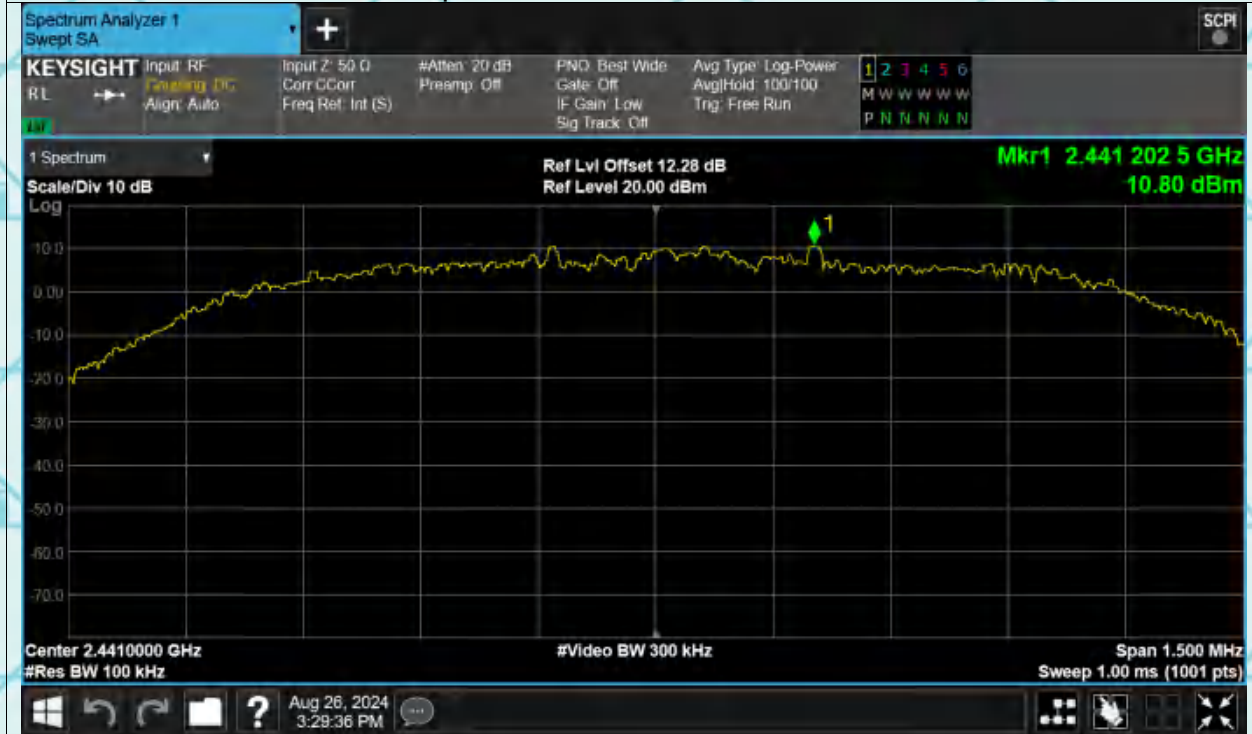 Spectrum Analyzer 1
Swept SA
+
SCPI
KEYSIGHT
RL
Input: RF
Coupling: DC
Align: Auto
Input Z: 50 Ω
Corr CCorr
Freq Ref: Int (S)
#Atten: 20 dB
Preamp: Off
PNO: Best Wide
Gate: Off
IF Gain: Low
Sig Track: Off
Avg Type: Log-Power
Avg|Hold: 100/100
Trig: Free Run
1 2 3 4 5 6
M W W W W W
P N N N N N
1 Spectrum
Scale/Div 10 dB
Log
Ref Lvl Offset 12.28 dB
Ref Level 20.00 dBm
Mkr1 2.441 202 5 GHz
10.80 dBm
1
10.0
0.00
-10.0
-20.0
-30.0
-40.0
-50.0
-60.0
-70.0
Center 2.4410000 GHz
#Res BW 100 kHz
#Video BW 300 kHz
Span 1.500 MHz
Sweep 1.00 ms (1001 pts)
?
Aug 26, 2024
3:29:36 PM